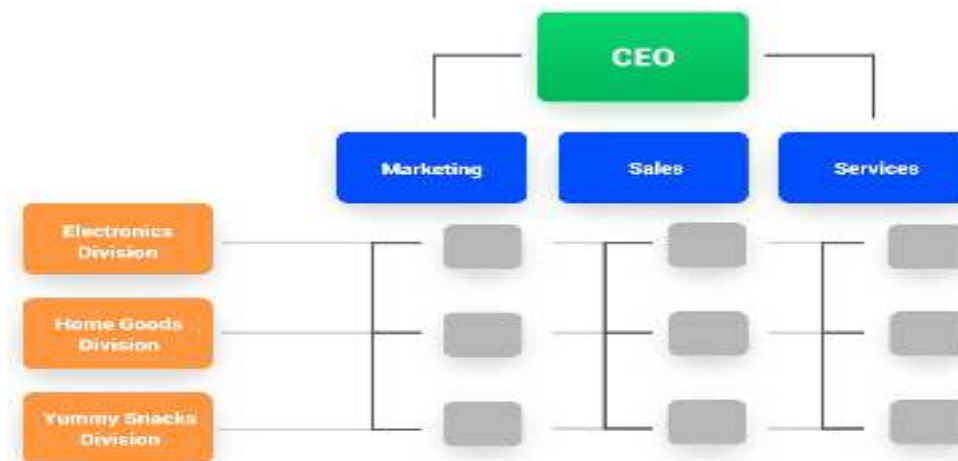 CEO
Marketing
Sales
Services
Electronics
Division
Home Goods
Division
Yummy Snacks
Division